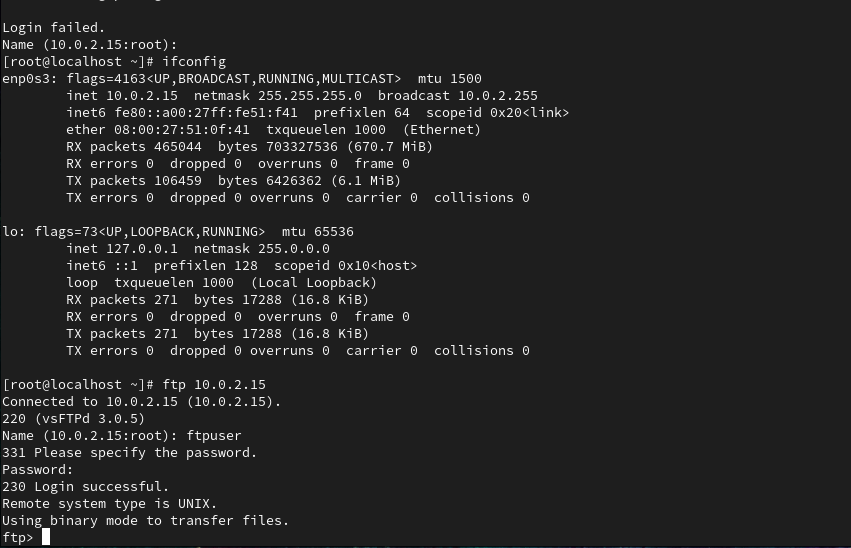 Login failed.
Name (10.0.2.15:root):
[root@localhost ~]# ifconfig
enp0s3: flags=4163<UP,BROADCAST,RUNNING,MULTICAST>  mtu 1500
        inet 10.0.2.15  netmask 255.255.255.0  broadcast 10.0.2.255
        inet6 fe80::a00:27ff:fe51:f41  prefixlen 64  scopeid 0x20<link>
        ether 08:00:27:51:0f:41  txqueuelen 1000  (Ethernet)
        RX packets 465044  bytes 703327536 (670.7 MiB)
        RX errors 0  dropped 0  overruns 0  frame 0
        TX packets 106459  bytes 6426362 (6.1 MiB)
        TX errors 0  dropped 0 overruns 0  carrier 0  collisions 0
lo: flags=73<UP,LOOPBACK,RUNNING>  mtu 65536
        inet 127.0.0.1  netmask 255.0.0.0
        inet6 ::1  prefixlen 128  scopeid 0x10<host>
        loop  txqueuelen 1000  (Local Loopback)
        RX packets 271  bytes 17288 (16.8 KiB)
        RX errors 0  dropped 0  overruns 0  frame 0
        TX packets 271  bytes 17288 (16.8 KiB)
        TX errors 0  dropped 0 overruns 0  carrier 0  collisions 0
[root@localhost ~]# ftp 10.0.2.15
Connected to 10.0.2.15 (10.0.2.15).
220 (vsFTPd 3.0.5)
Name (10.0.2.15:root): ftpuser
331 Please specify the password.
Password:
230 Login successful.
Remote system type is UNIX.
Using binary mode to transfer files.
ftp>